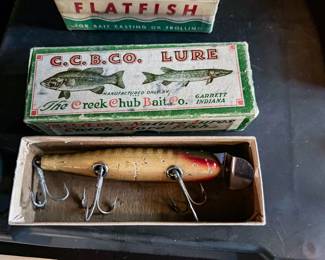 FLATFISH
FOR BAIT CASTING OR TROLLING
C.C.B.CO. LURE
MANUFACTURED ONLY BY
The Creek Chub Bait Co. GARRETT
INDIANA